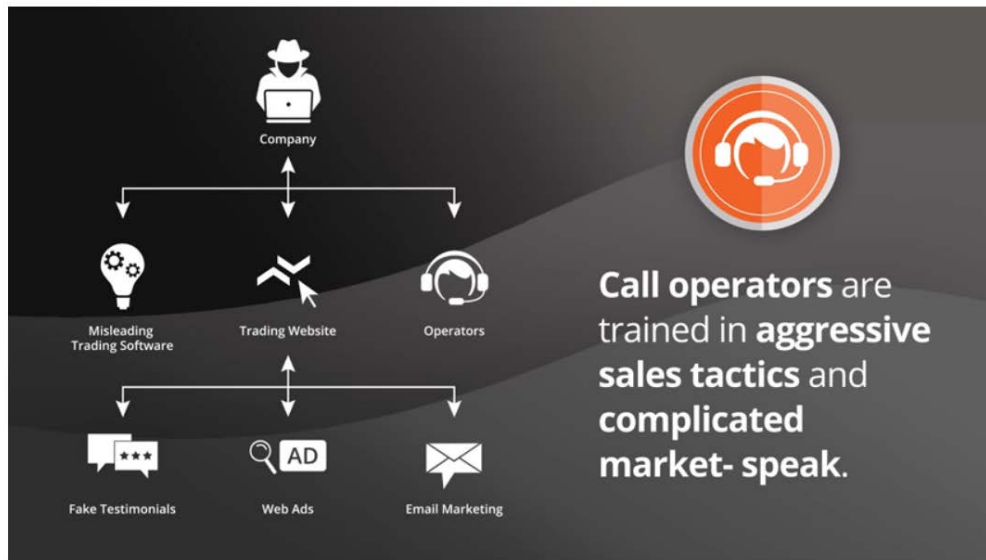 Company
Misleading
Trading Software
Trading Website
Operators
Fake Testimonials
AD
Web Ads
Email Marketing
Call operators are
trained in aggressive
sales tactics and
complicated
market- speak.